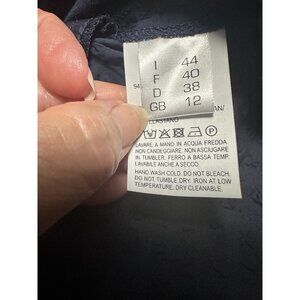 I 44
F 40
D 38
GB 12
ELASTANO
LAVARE A MANO IN ACQUA FREDDA
NON CANDEGGIARE. NON ASCIUGARE
IN TUMBLER. FERRO A BASSA TEMP.
LAVABILE ANCHE A SECCO.
HAND WASH COLD. DO NOT BLEACH.
DO NOT TUMBLE DRY: IRON AT LOW
TEMPERATURE. DRY CLEANABLE.